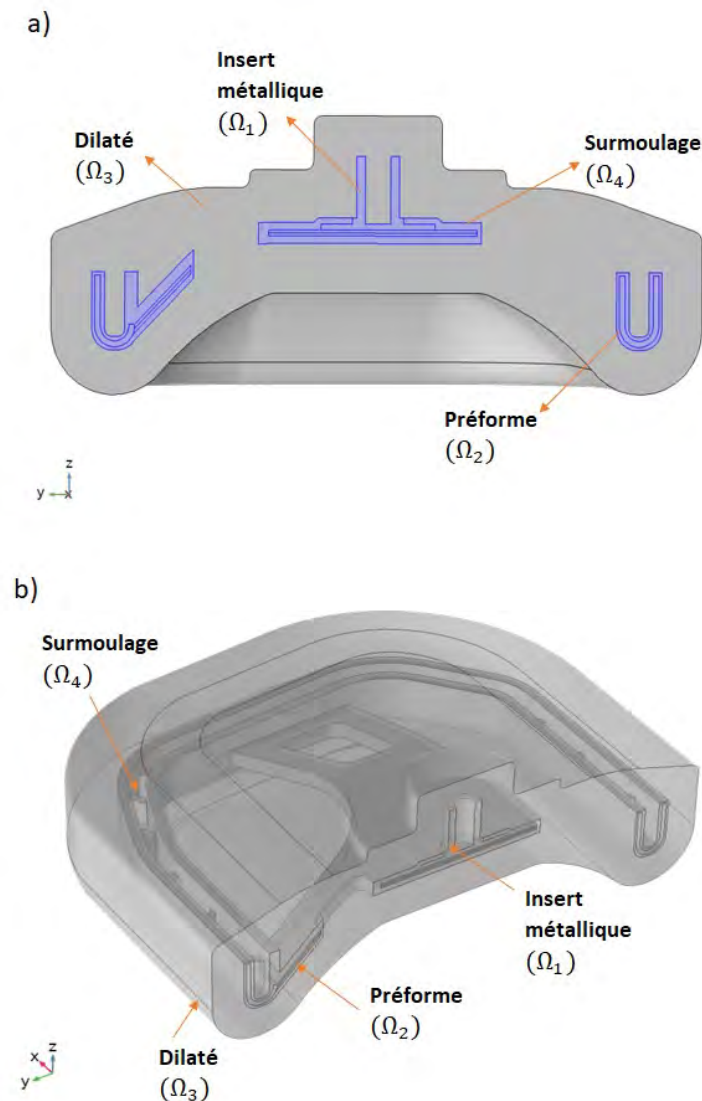 a)
Insert
métallique
(Ω₁)
Dilaté
(Ω₃)
Surmoulage
(Ω₄)
Préforme
(Ω₂)
z
y x
b)
Surmoulage
(Ω₄)
Insert
métallique
(Ω₁)
Préforme
(Ω₂)
Dilaté
(Ω₃)
x z
y